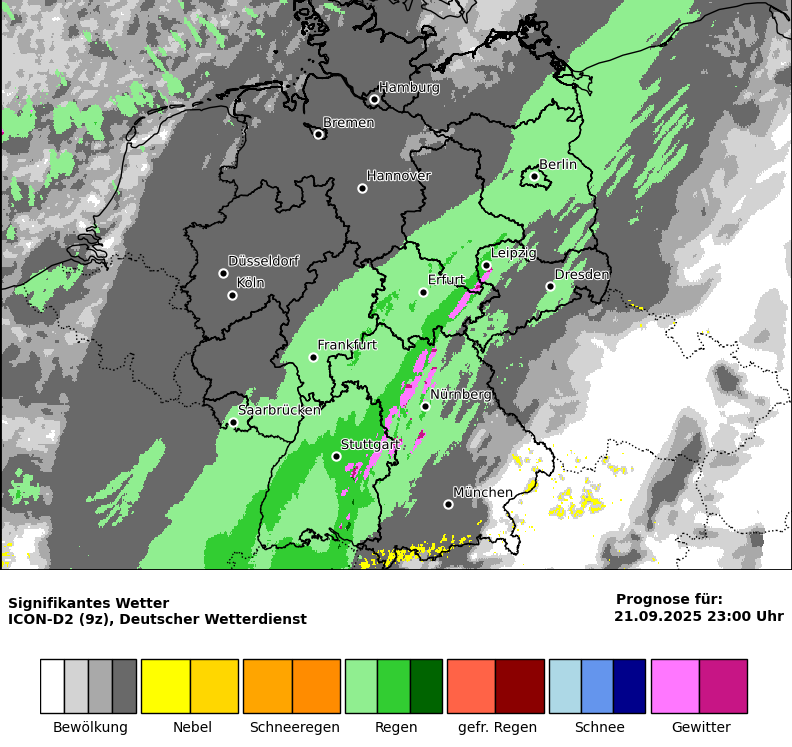 Hamburg
Bremen
Berlin
Hannover
Leipzig
Düsseldorf
Dresden
Erfurt
Köln
Frankfurt
Nürnberg
Saarbrücken
Stuttgart
München
Signifikantes Wetter
ICON-D2 (9z), Deutscher Wetterdienst
Prognose für:
21.09.2025 23:00 Uhr
Bewölkung Nebel Schneeregen Regen gefr. Regen Schnee Gewitter